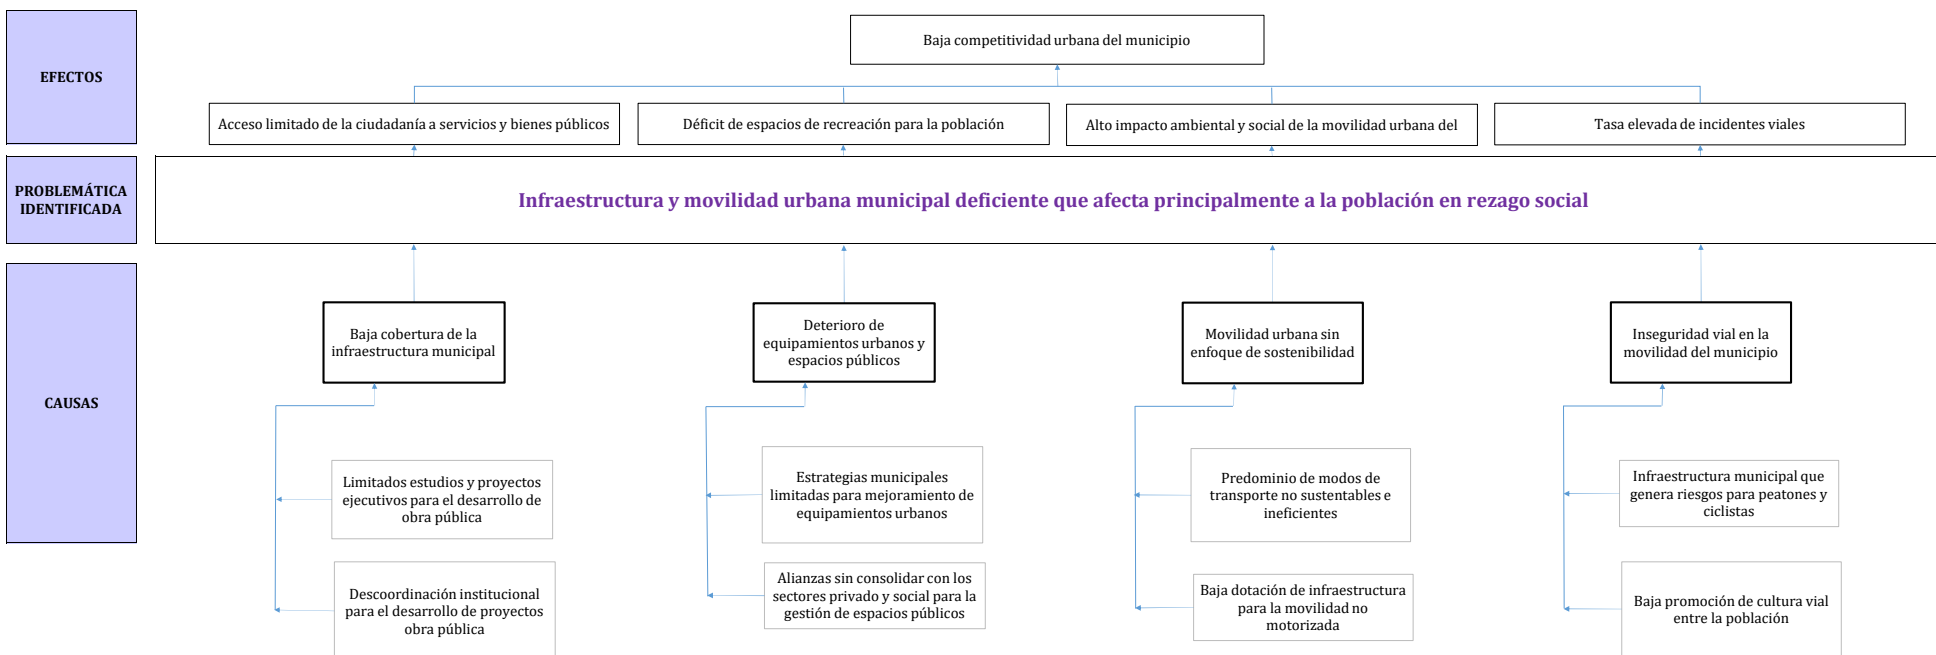 EFECTOS
Baja competitividad urbana del municipio
Acceso limitado de la ciudadanía a servicios y bienes públicos
Déficit de espacios de recreación para la población
Alto impacto ambiental y social de la movilidad urbana del
Tasa elevada de incidentes viales
PROBLEMÁTICA
IDENTIFICADA
Infraestructura y movilidad urbana municipal deficiente que afecta principalmente a la población en rezago social
CAUSAS
Baja cobertura de la
infraestructura municipal
Deterioro de
equipamientos urbanos y
espacios públicos
Movilidad urbana sin
enfoque de sostenibilidad
Inseguridad vial en la
movilidad del municipio
Limitados estudios y proyectos
ejecutivos para el desarrollo de
obra pública
Estrategias municipales
limitadas para mejoramiento de
equipamientos urbanos
Predominio de modos de
transporte no sustentables e
ineficientes
Infraestructura municipal que
genera riesgos para peatones y
ciclistas
Descoordinación institucional
para el desarrollo de proyectos
obra pública
Alianzas sin consolidar con los
sectores privado y social para la
gestión de espacios públicos
Baja dotación de infraestructura
para la movilidad no
motorizada
Baja promoción de cultura vial
entre la población